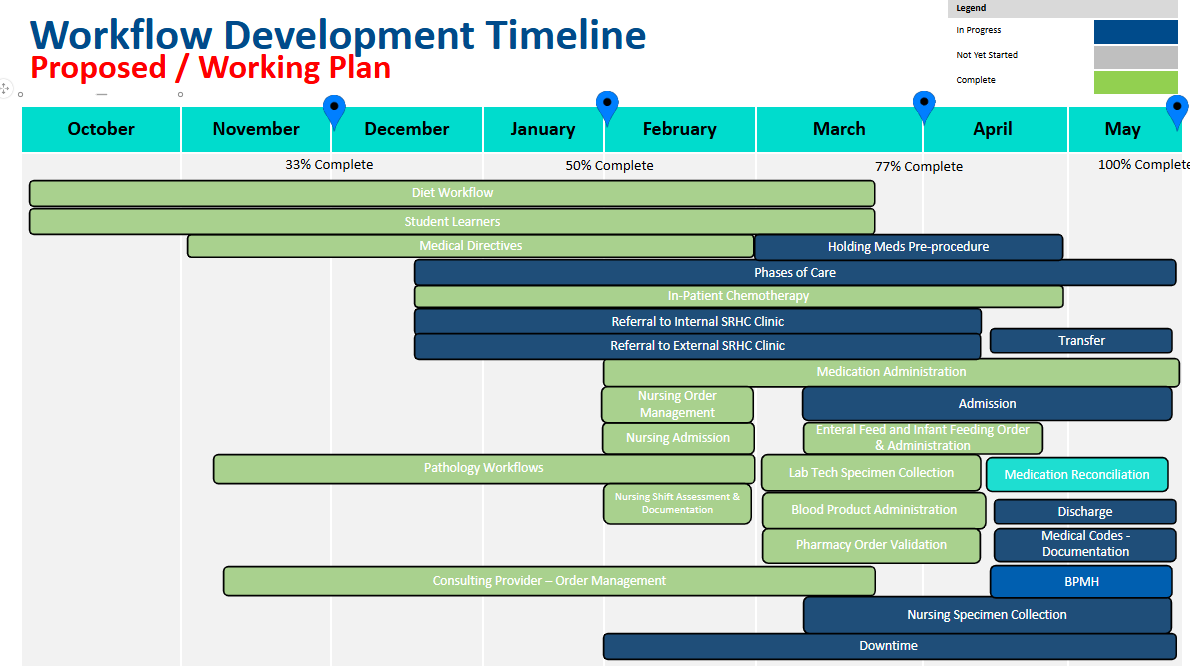 Workflow Development Timeline
Proposed / Working Plan
Legend
In Progress
Not Yet Started
Complete
October
November
December
January
February
March
April
May
33% Complete
50% Complete
77% Complete
100% Complete
Diet Workflow
Student Learners
Medical Directives
Holding Meds Pre-procedure
Phases of Care
In-Patient Chemotherapy
Referral to Internal SRHC Clinic
Referral to External SRHC Clinic
Transfer
Medication Administration
Nursing Order
Management
Admission
Nursing Admission
Enteral Feed and Infant Feeding Order
& Administration
Pathology Workflows
Lab Tech Specimen Collection
Medication Reconciliation
Nursing Shift Assessment &
Documentation
Blood Product Administration
Discharge
Pharmacy Order Validation
Medical Codes -
Documentation
Consulting Provider – Order Management
BPMH
Nursing Specimen Collection
Downtime